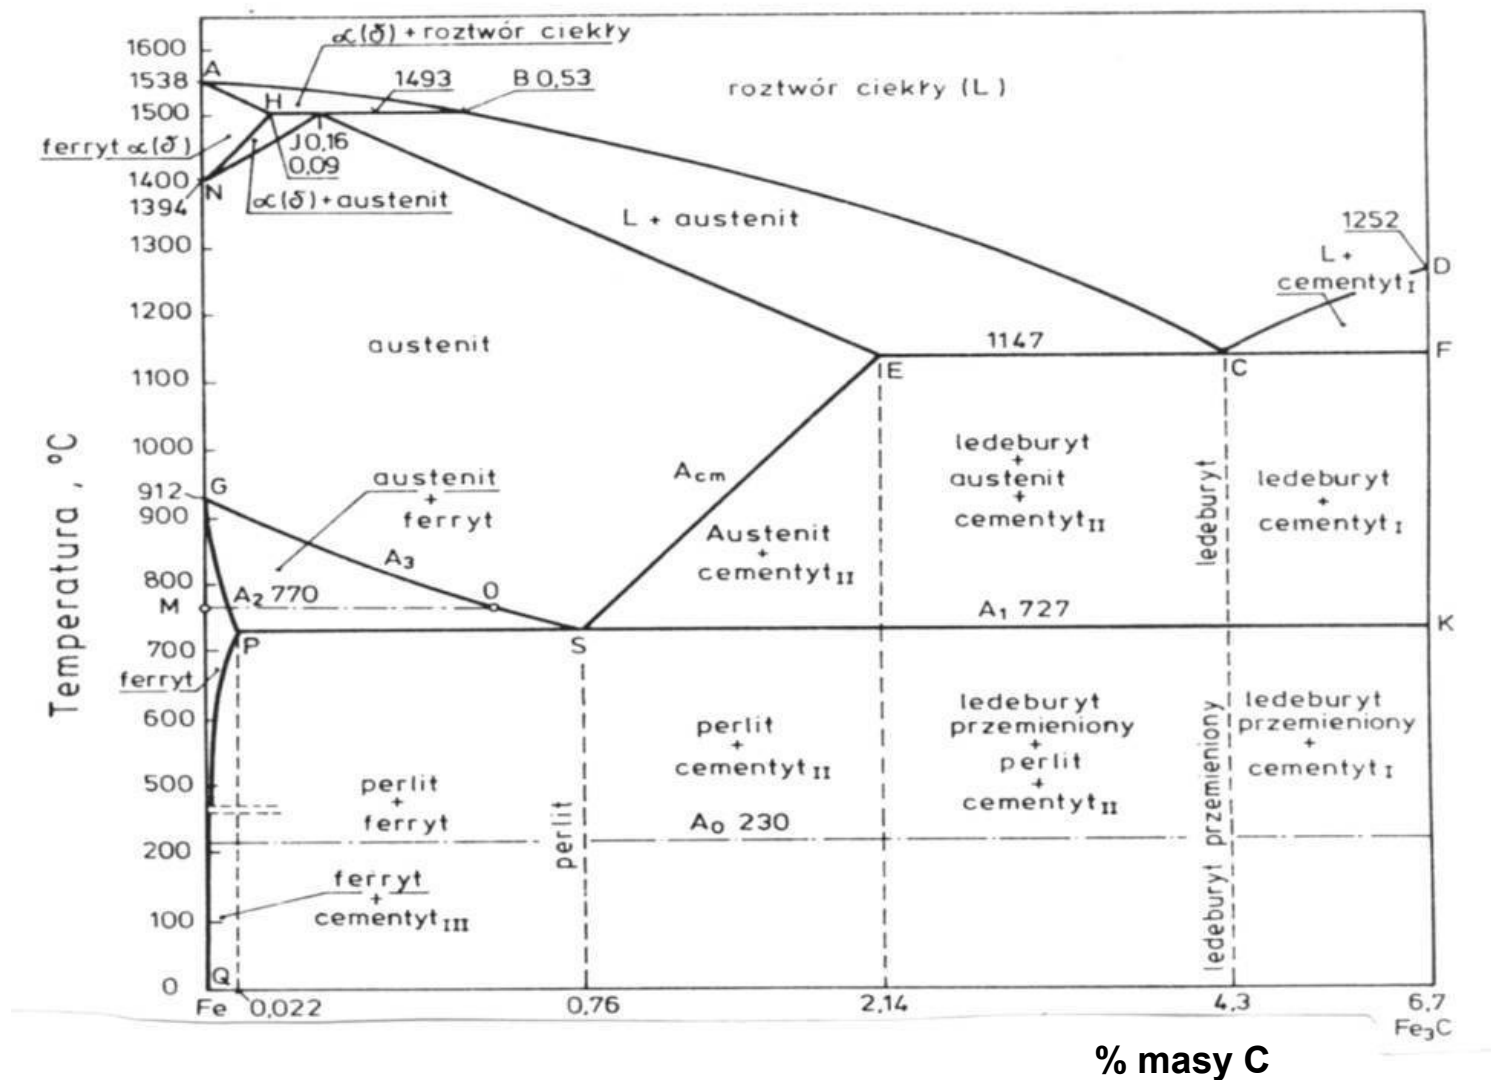 α(δ) + roztwór ciekły
1600
A
1538
1493
B 0,53
roztwór ciekły (L)
H
1500
ferryt α(δ)
J 0,16
0,09
1400
N
1394
α(δ) + austenit
L + austenit
1252
1300
L +
cementyt I
D
1200
austenit
1147
1100
E
C
F
Temperatura , °C
1000
Acm
ledeburyt
+
austenit
+
cementyt II
ledeburyt
ledeburyt
+
cementyt I
912
G
900
austenit
+
ferryt
A3
Austenit
+
cementyt II
800
M
A2 770
O
A1 727
K
700
P
S
ferryt
600
perlit
+
cementyt II
ledeburyt
przemieniony
+
perlit
+
cementyt II
ledeburyt przemieniony
ledeburyt
przemieniony
+
cementyt I
500
perlit
+
ferryt
perlit
A0 230
200
ferryt
+
cementyt III
100
0
Q
Fe
0,022
0,76
2,14
4,3
6,7
Fe3C
% masy C